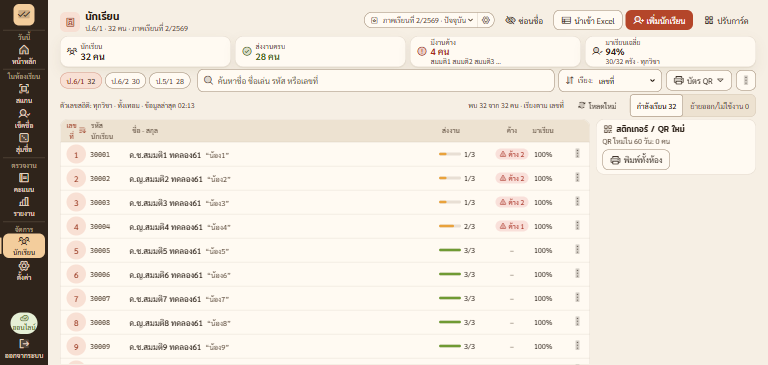 นักเรียน
ป.6/1 · 32 คน · ภาคเรียนที่ 2/2569
ภาคเรียนที่ 2/2569 · ปัจจุบัน
ซ่อนชื่อ
นำเข้า Excel
เพิ่มนักเรียน
ปรับการ์ด
วันนี้
หน้าหลัก
ในห้องเรียน
สแกน
เช็คชื่อ
สุ่มชื่อ
ตรวจงาน
คะแนน
รายงาน
จัดการ
นักเรียน
ตั้งค่า
ออนไลน์
ออกจากระบบ
นักเรียน
32 คน
ส่งงานครบ
28 คน
มีงานค้าง
4 คน
สมมติ1 สมมติ2 สมมติ3 ...
มาเรียนเฉลี่ย
94%
30/32 ครั้ง · ทุกวิชา
ป.6/1 32
ป.6/2 30
ป.5/1 28
ค้นหาชื่อ ชื่อเล่น รหัส หรือเลขที่
เรียง: เลขที่
บัตร QR
ตัวเลขสถิติ: ทุกวิชา · ทั้งเทอม · ข้อมูลล่าสุด 02:13
พบ 32 จาก 32 คน · เรียงตาม เลขที่
โหลดใหม่
กำลังเรียน 32
ย้ายออก/ไม่ใช้งาน 0
เลขที่ รหัสนักเรียน ชื่อ - สกุล ส่งงาน ค้าง มาเรียน
1 30001 ด.ช.สมมติ1 ทดลอง61 "น้อง1" 1/3 ค้าง 2 100%
2 30002 ด.ญ.สมมติ2 ทดลอง61 "น้อง2" 1/3 ค้าง 2 100%
3 30003 ด.ช.สมมติ3 ทดลอง61 "น้อง3" 1/3 ค้าง 2 100%
4 30004 ด.ญ.สมมติ4 ทดลอง61 "น้อง4" 2/3 ค้าง 1 100%
5 30005 ด.ช.สมมติ5 ทดลอง61 "น้อง5" 3/3 – 100%
6 30006 ด.ญ.สมมติ6 ทดลอง61 "น้อง6" 3/3 – 100%
7 30007 ด.ช.สมมติ7 ทดลอง61 "น้อง7" 3/3 – 100%
8 30008 ด.ญ.สมมติ8 ทดลอง61 "น้อง8" 3/3 – 100%
9 30009 ด.ช.สมมติ9 ทดลอง61 "น้อง9" 3/3 – 100%
สติกเกอร์ / QR ใหม่
QR ใหม่ใน 60 วัน: 0 คน
พิมพ์ทั้งห้อง